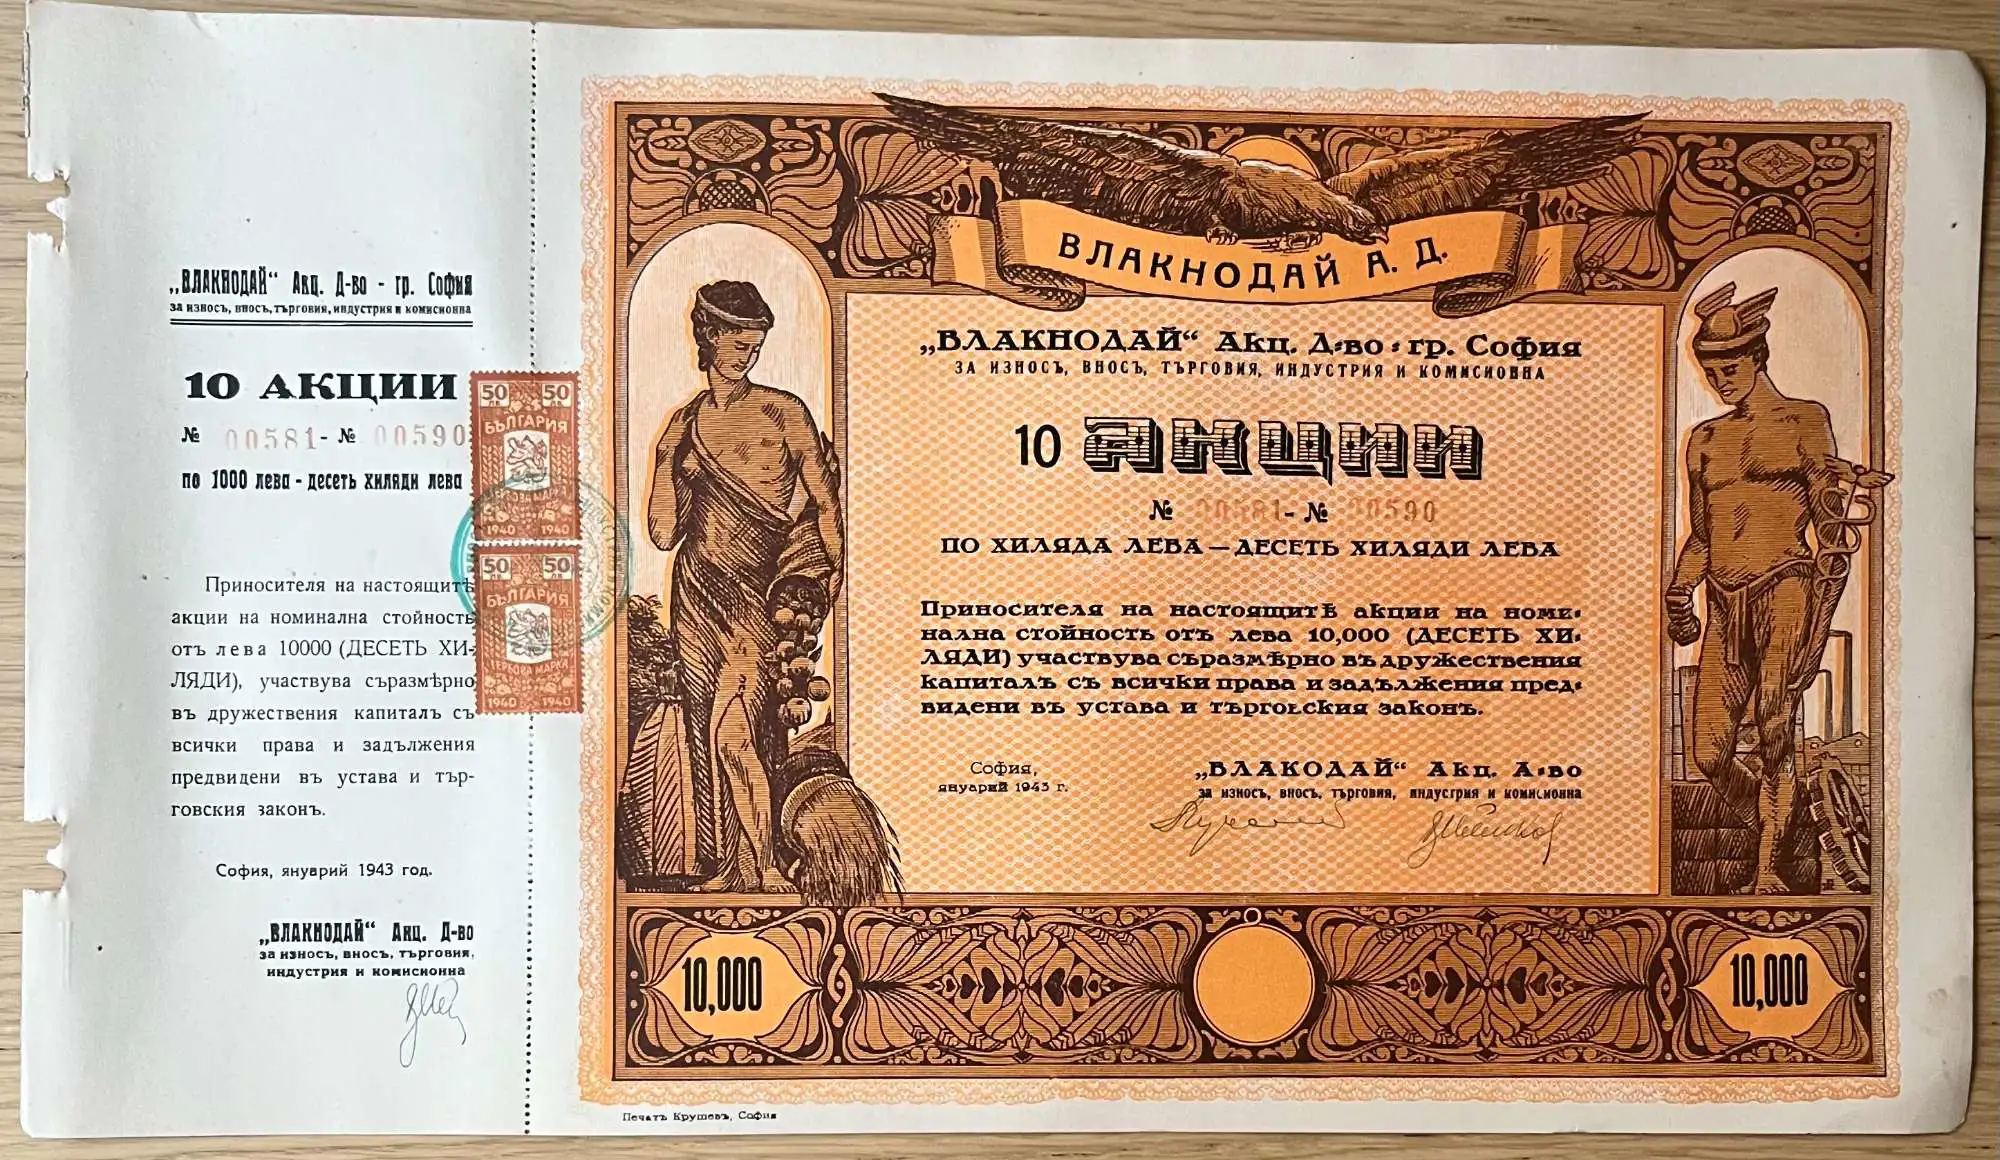 „ВЛАКНОДАЙ“ Акц. Д-во - гр. София
за износъ, вносъ, търговия, индустрия и комисионна
10 АКЦИИ
№ 00581 - № 00590
по 1000 лева - десеть хиляди лева
Приносителя на настоящитѣ
акции на номинална стойность
отъ лева 10000 (ДЕСЕТЬ ХИ-
ЛЯДИ), участвува съразмѣрно
въ дружествения капиталъ съ
всички права и задължения
предвидени въ устава и тър-
говския законъ.
София, януарий 1943 год.
„ВЛАКНОДАЙ“ Акц. Д-во
за износъ, вносъ, търговия,
индустрия и комисионна
50 50
ЛВ ЛВ
БЪЛГАРИЯ
1940 1940
50 50
ЛВ ЛВ
БЪЛГАРИЯ
ГЕРБОВА МАРКА
1940 1940
ВЛАКНОДАЙ А. Д.
„ВЛАКНОДАЙ“ Акц. Д-во - гр. София
ЗА ИЗНОСЪ, ВНОСЪ, ТЪРГОВИЯ, ИНДУСТРИЯ И КОМИСИОННА
10 АКЦИИ
№ 00581 - № 00590
ПО ХИЛЯДА ЛЕВА — ДЕСЕТЬ ХИЛЯДИ ЛЕВА
Приносителя на настоящитѣ акции на номи-
нална стойность отъ лева 10,000 (ДЕСЕТЬ ХИ-
ЛЯДИ) участвува съразмѣрно въ дружествения
капиталъ съ всички права и задължения пред-
видени въ устава и търговския законъ.
София,
януарий 1943 г.
„ВЛАКОДАЙ“ Акц. Д-во
за износъ, вносъ, търговия, индустрия и комисионна
10,000
10,000
Печатъ Крушевъ, София